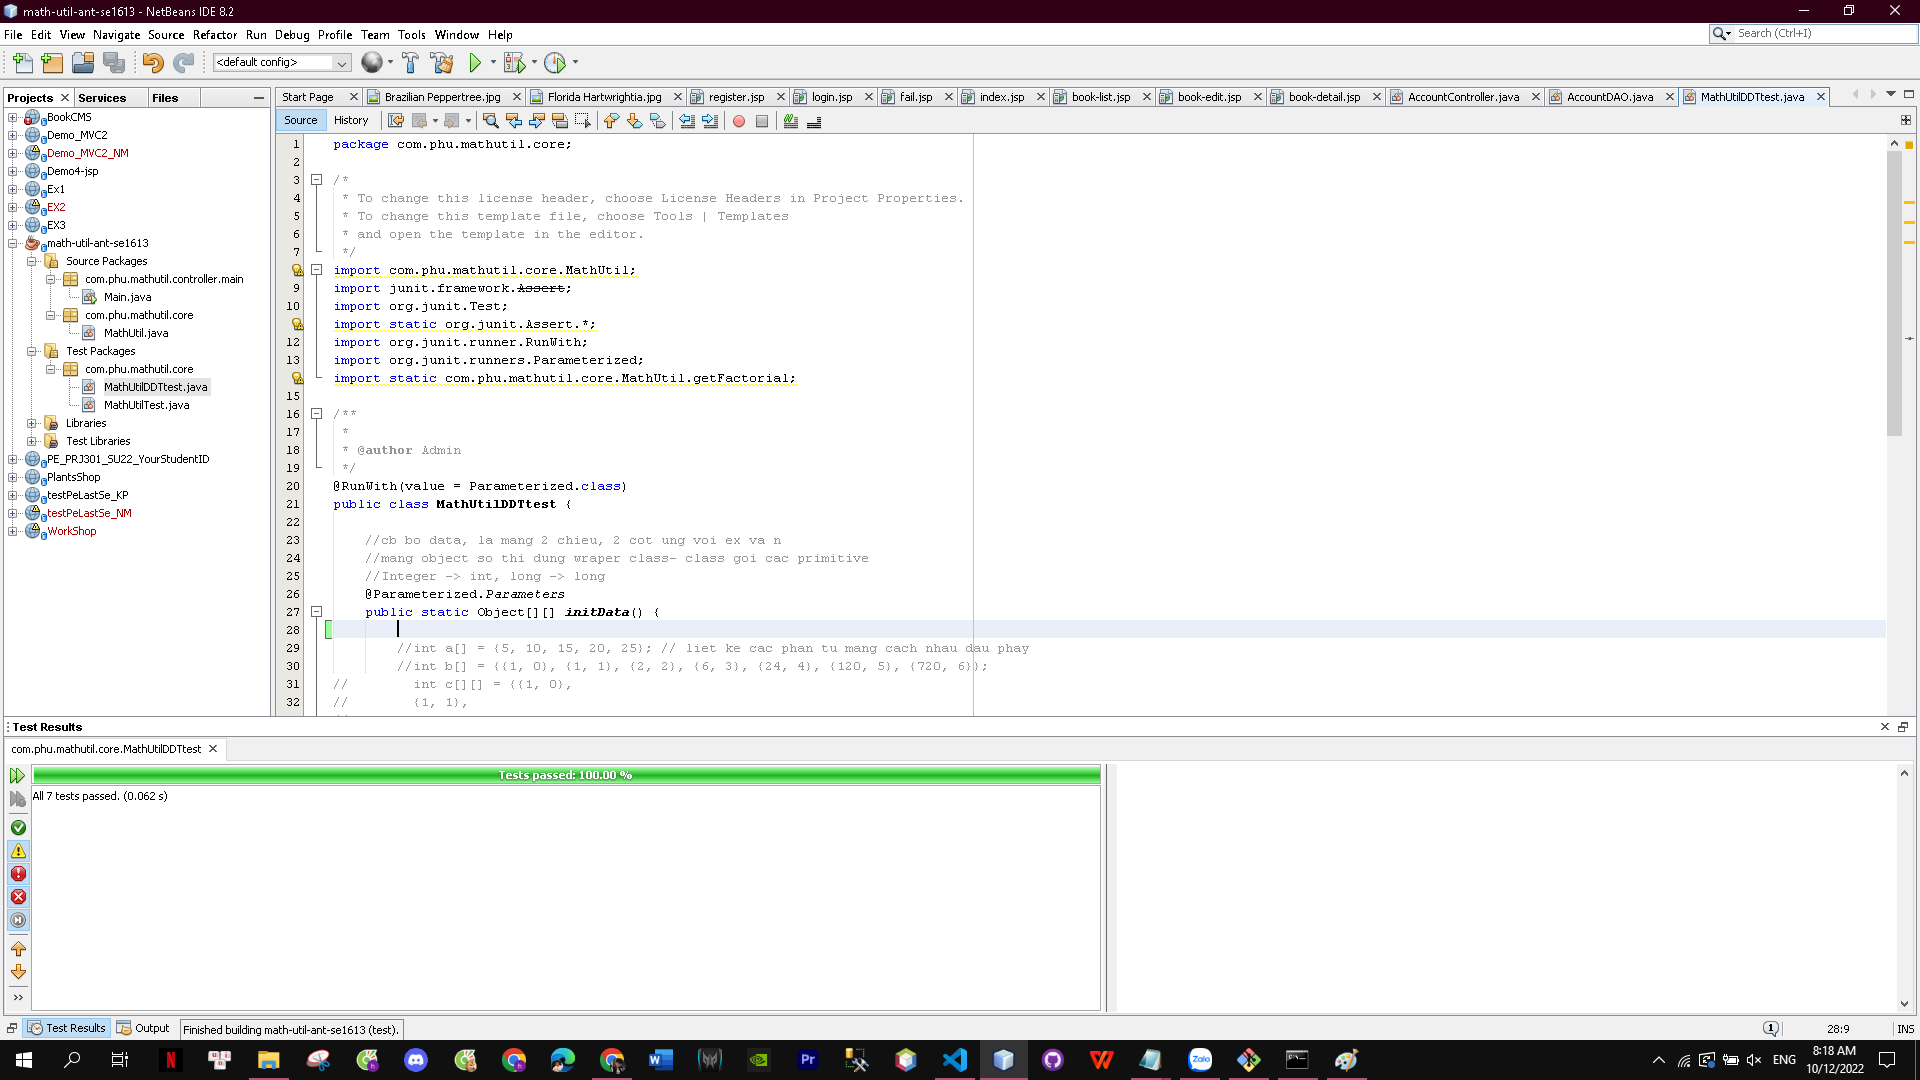 math-util-ant-se1613 - NetBeans IDE 8.2
File Edit View Navigate Source Refactor Run Debug Profile Team Tools Window Help
Search (Ctrl+I)
<default config>
Projects Services Files
Start Page Brazilian Peppertree.jpg Florida Hartwrightia.jpg register.jsp login.jsp fail.jsp index.jsp book-list.jsp book-edit.jsp book-detail.jsp AccountController.java AccountDAO.java MathUtilDDTtest.java
Source History
BookCMS
Demo_MVC2
Demo_MVC2_NM
Demo4-jsp
Ex1
EX2
EX3
math-util-ant-se1613
Source Packages
com.phu.mathutil.controller.main
Main.java
com.phu.mathutil.core
MathUtil.java
Test Packages
com.phu.mathutil.core
MathUtilDDTtest.java
MathUtilTest.java
Libraries
Test Libraries
PE_PRJ301_SU22_YourStudentID
PlantsShop
testPeLastSe_KP
testPeLastSe_NM
WorkShop
1 package com.phu.mathutil.core;
2
3 /*
4 * To change this license header, choose License Headers in Project Properties.
5 * To change this template file, choose Tools | Templates
6 * and open the template in the editor.
7 */
import com.phu.mathutil.core.MathUtil;
9 import junit.framework.Assert;
10 import org.junit.Test;
import static org.junit.Assert.*;
12 import org.junit.runner.RunWith;
13 import org.junit.runners.Parameterized;
import static com.phu.mathutil.core.MathUtil.getFactorial;
15
16 /**
17 *
18 * @author Admin
19 */
20 @RunWith(value = Parameterized.class)
21 public class MathUtilDDTtest {
22
23 //cb bo data, la mang 2 chieu, 2 cot ung voi ex va n
24 //mang object so thi dung wraper class- class goi cac primitive
25 //Integer -> int, long -> long
26 @Parameterized.Parameters
27 public static Object[][] initData() {
28
29 //int a[] = {5, 10, 15, 20, 25}; // liet ke cac phan tu mang cach nhau dau phay
30 //int b[] = {{1, 0}, {1, 1}, {2, 2}, {6, 3}, {24, 4}, {120, 5}, {720, 6}};
31 // int c[][] = {{1, 0},
32 // {1, 1},
Test Results
com.phu.mathutil.core.MathUtilDDTtest
Tests passed: 100.00 %
All 7 tests passed. (0.062 s)
Test Results Output Finished building math-util-ant-se1613 (test).
1 28:9 INS
N W Pr Zalo ENG
8:18 AM
10/12/2022